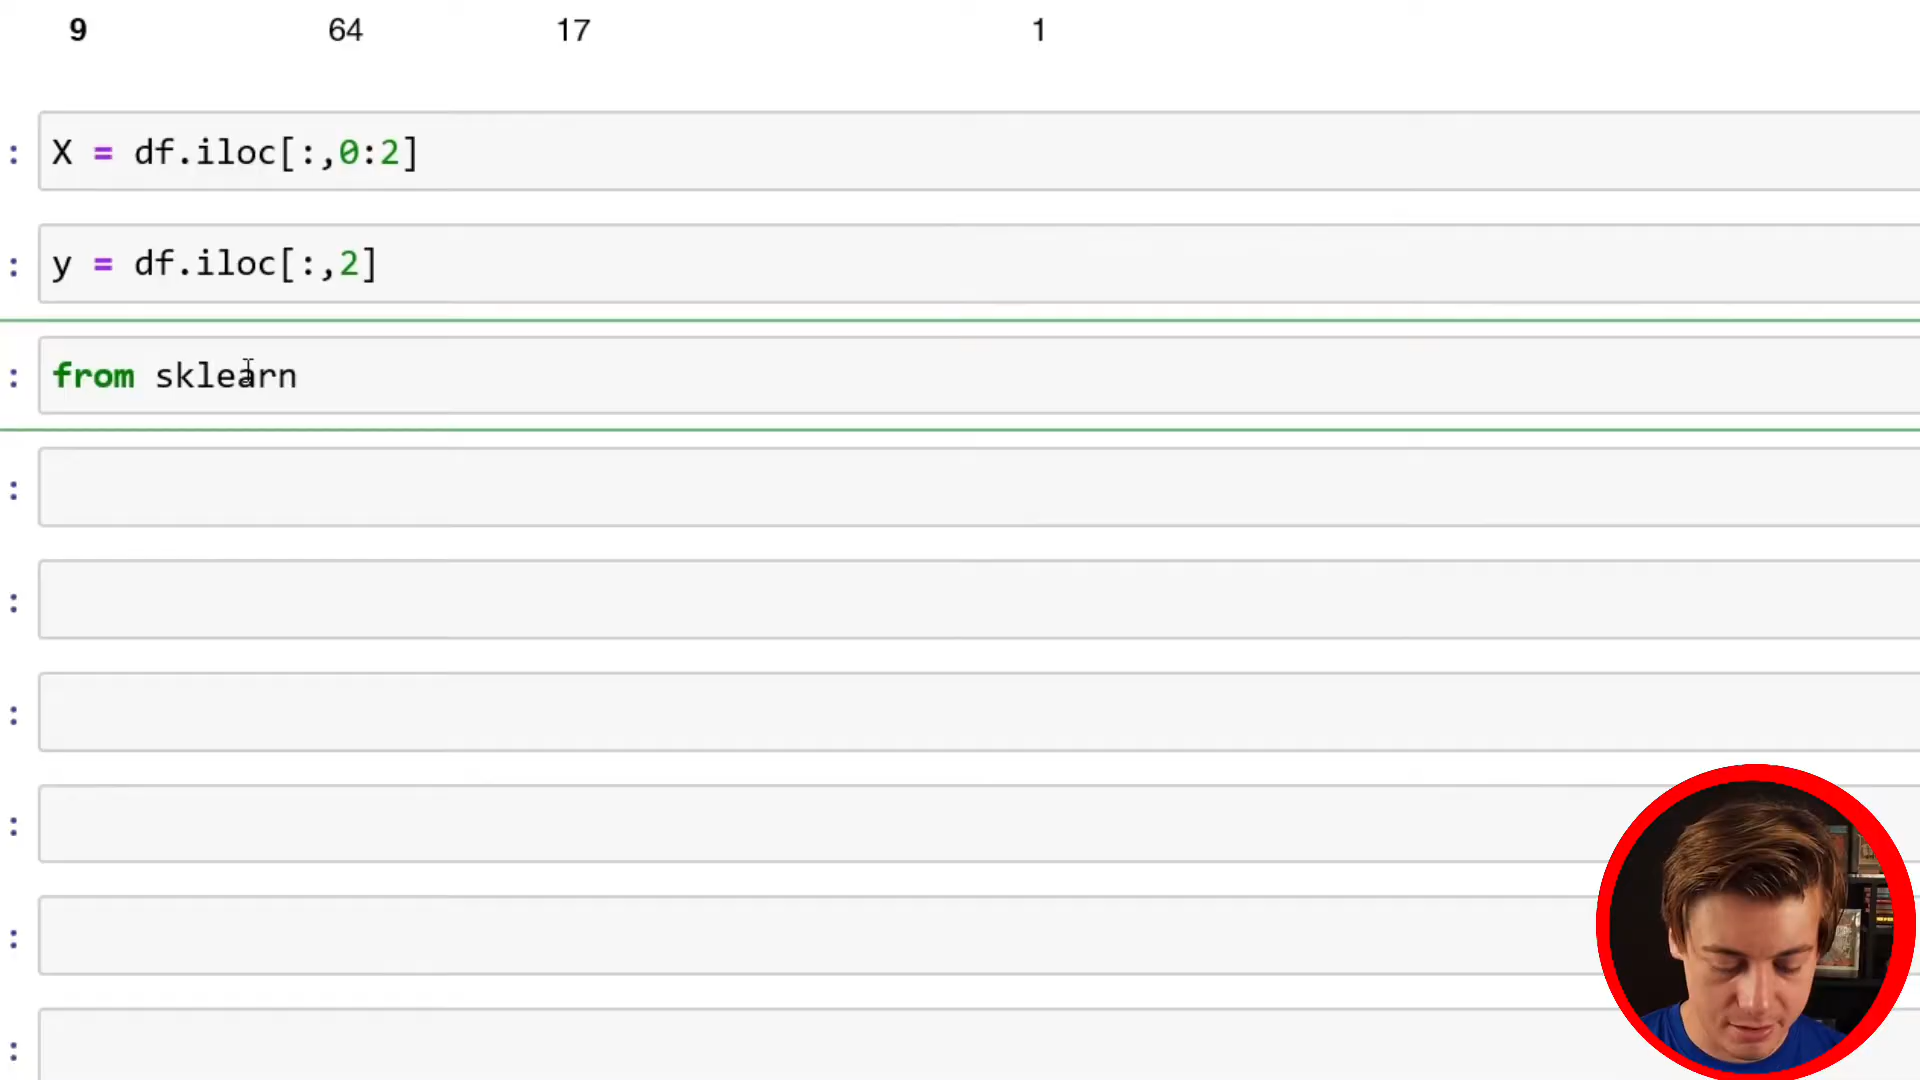 9 64 17 1
: X = df.iloc[:,0:2]
: y = df.iloc[:,2]
: from sklearn
:
:
:
:
:
: